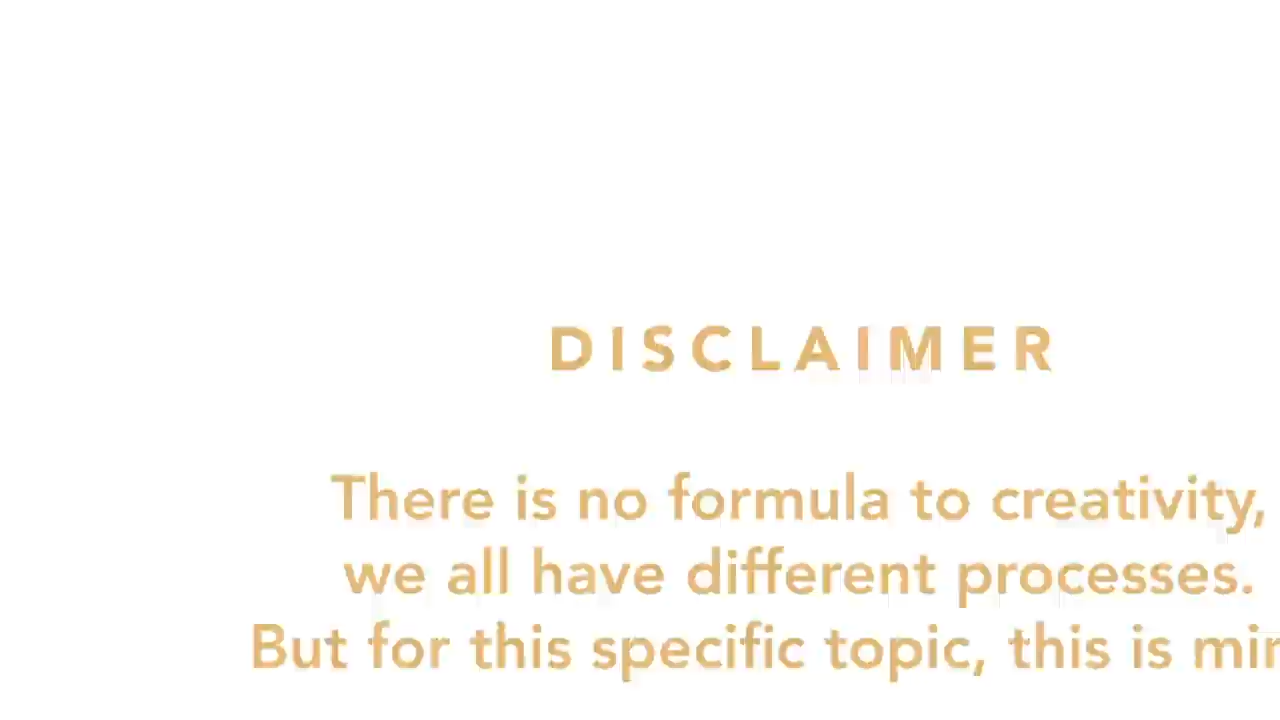 DISCLAIMER
There is no formula to creativity,
we all have different processes.
But for this specific topic, this is